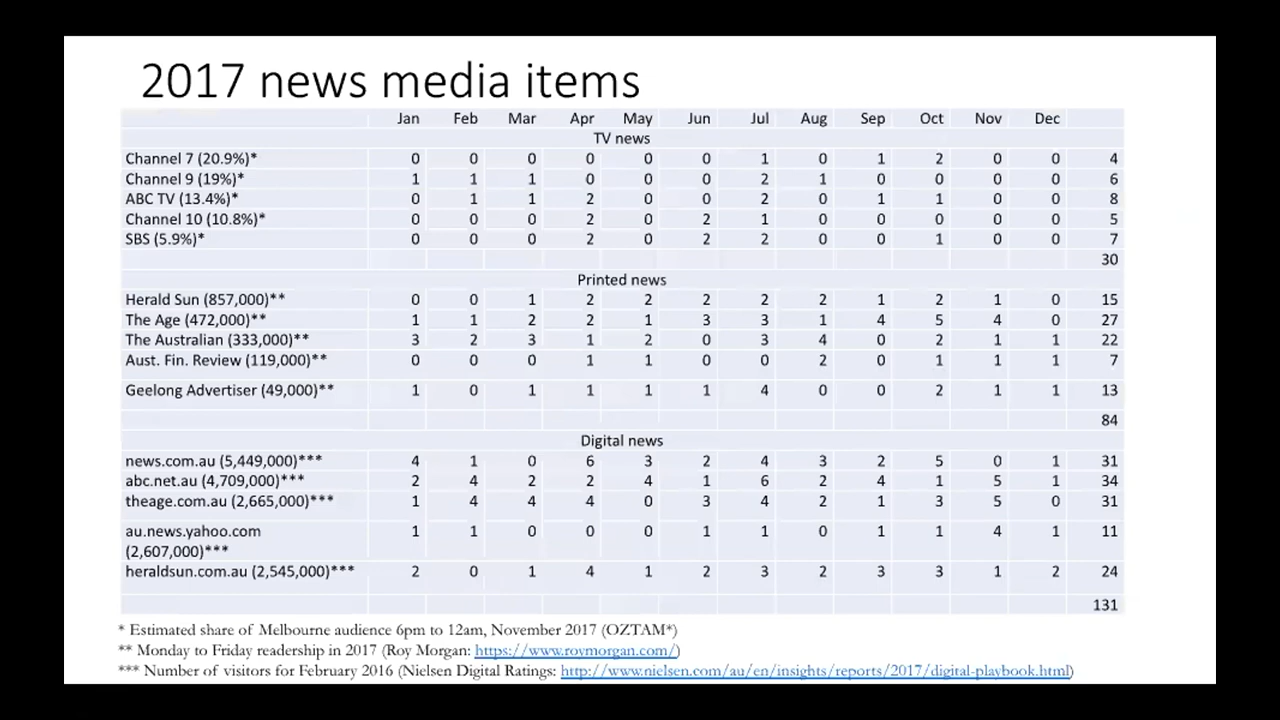 2017 news media items
Jan Feb Mar Apr May Jun Jul Aug Sep Oct Nov Dec
TV news
Channel 7 (20.9%)* 0 0 0 0 0 0 1 0 1 2 0 0 4
Channel 9 (19%)* 1 1 1 0 0 0 2 1 0 0 0 0 6
ABC TV (13.4%)* 0 1 1 2 0 0 2 0 1 1 0 0 8
Channel 10 (10.8%)* 0 0 0 2 0 2 1 0 0 0 0 0 5
SBS (5.9%)* 0 0 0 2 0 2 2 0 0 1 0 0 7
30
Printed news
Herald Sun (857,000)** 0 0 1 2 2 2 2 2 1 2 1 0 15
The Age (472,000)** 1 1 2 2 1 3 3 1 4 5 4 0 27
The Australian (333,000)** 3 2 3 1 2 0 3 4 0 2 1 1 22
Aust. Fin. Review (119,000)** 0 0 0 1 1 0 0 2 0 1 1 1 7
Geelong Advertiser (49,000)** 1 0 1 1 1 1 4 0 0 2 1 1 13
84
Digital news
news.com.au (5,449,000)*** 4 1 0 6 3 2 4 3 2 5 0 1 31
abc.net.au (4,709,000)*** 2 4 2 2 4 1 6 2 4 1 5 1 34
theage.com.au (2,665,000)*** 1 4 4 4 0 3 4 2 1 3 5 0 31
au.news.yahoo.com 1 1 0 0 0 1 1 0 1 1 4 1 11
(2,607,000)***
heraldsun.com.au (2,545,000)*** 2 0 1 4 1 2 3 2 3 3 1 2 24
131
* Estimated share of Melbourne audience 6pm to 12am, November 2017 (OZTAM*)
** Monday to Friday readership in 2017 (Roy Morgan: https://www.roymorgan.com/)
*** Number of visitors for February 2016 (Nielsen Digital Ratings: http://www.nielsen.com/au/en/insights/reports/2017/digital-playbook.html)